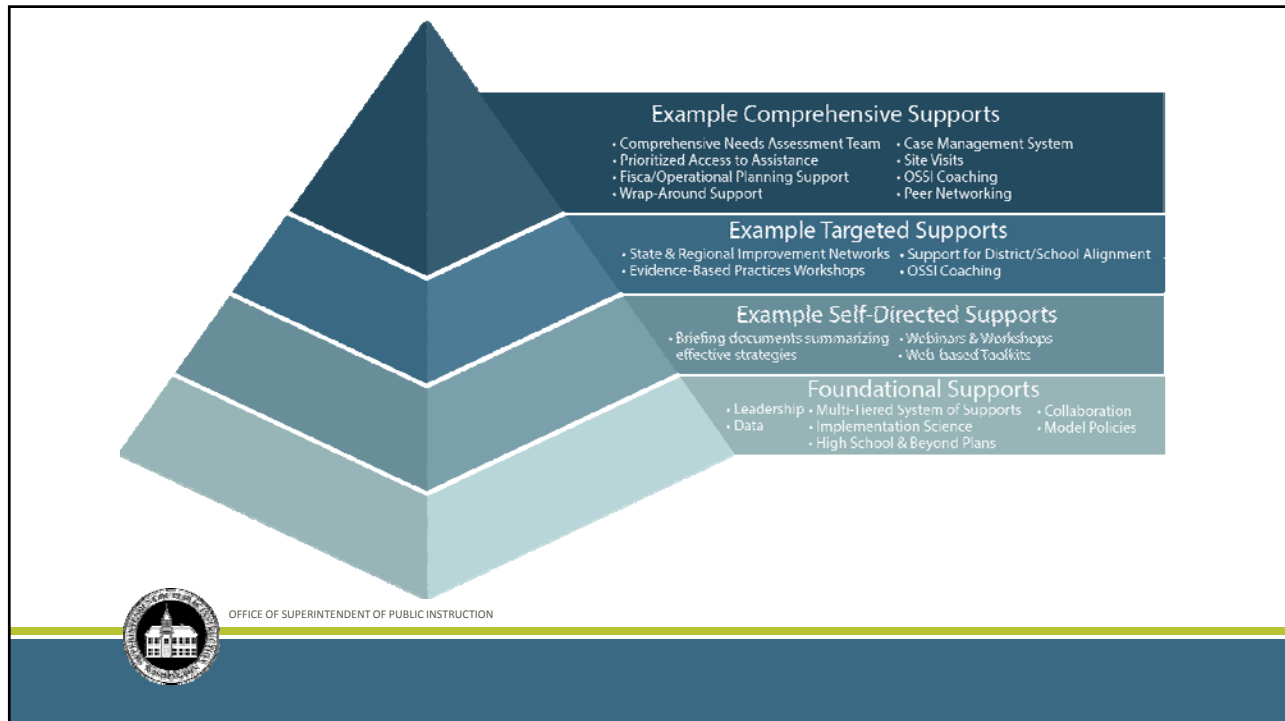 Example Comprehensive Supports
• Comprehensive Needs Assessment Team
• Prioritized Access to Assistance
• Fisca/Operational Planning Support
• Wrap-Around Support
• Case Management System
• Site Visits
• OSSI Coaching
• Peer Networking
Example Targeted Supports
• State & Regional Improvement Networks
• Evidence-Based Practices Workshops
• Support for District/School Alignment
• OSSI Coaching
Example Self-Directed Supports
• Briefing documents summarizing
effective strategies
• Webinars & Workshops
• Web-based Toolkits
Foundational Supports
• Leadership
• Data
• Multi-Tiered System of Supports
• Implementation Science
• High School & Beyond Plans
• Collaboration
• Model Policies
OFFICE OF SUPERINTENDENT OF PUBLIC INSTRUCTION